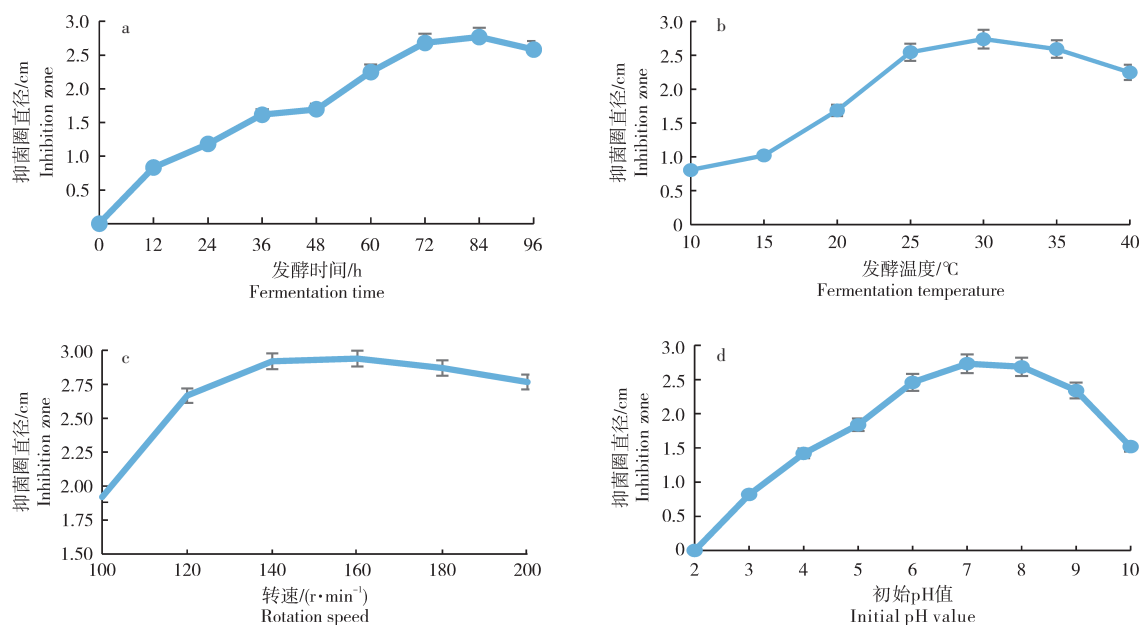 a
3.0
2.5
2.0
1.5
1.0
0.5
抑菌圈直径/cm
Inhibition zone
0 12 24 36 48 60 72 84 96
发酵时间/h
Fermentation time
b
3.0
2.5
2.0
1.5
1.0
0.5
0
抑菌圈直径/cm
Inhibition zone
10 15 20 25 30 35 40
发酵温度/℃
Fermentation temperature
c
3.00
2.75
2.50
2.25
2.00
1.75
1.50
抑菌圈直径/cm
Inhibition zone
100 120 140 160 180 200
转速/(r·min⁻¹)
Rotation speed
d
3.0
2.5
2.0
1.5
1.0
0.5
0
抑菌圈直径/cm
Inhibition zone
2 3 4 5 6 7 8 9 10
初始pH值
Initial pH value